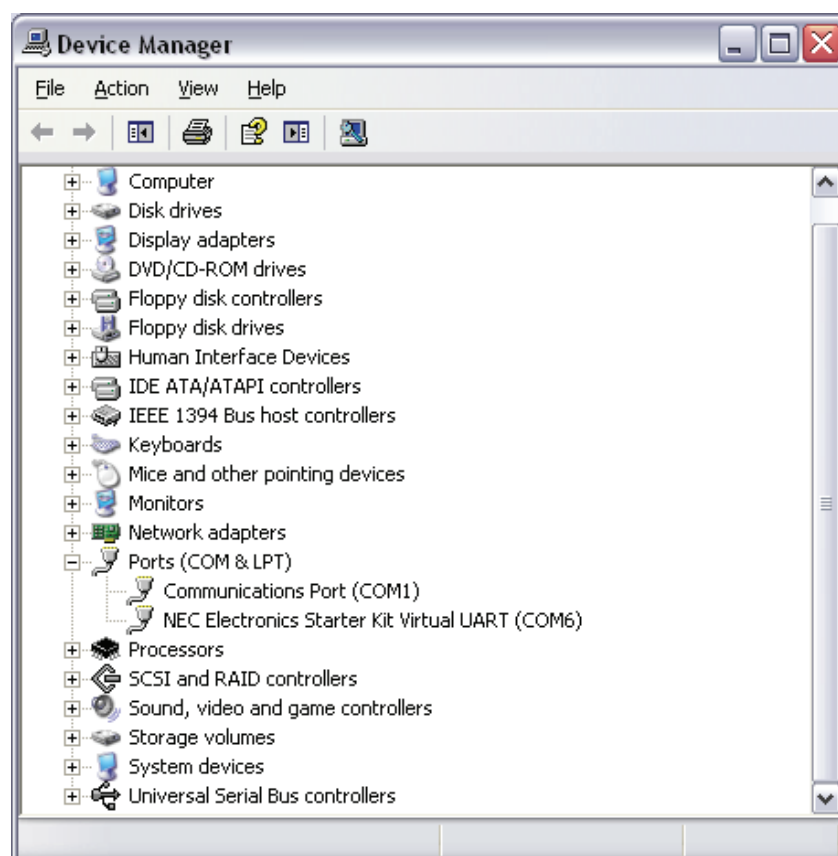 Device Manager
File Action View Help
Computer
Disk drives
Display adapters
DVD/CD-ROM drives
Floppy disk controllers
Floppy disk drives
Human Interface Devices
IDE ATA/ATAPI controllers
IEEE 1394 Bus host controllers
Keyboards
Mice and other pointing devices
Monitors
Network adapters
Ports (COM & LPT)
Communications Port (COM1)
NEC Electronics Starter Kit Virtual UART (COM6)
Processors
SCSI and RAID controllers
Sound, video and game controllers
Storage volumes
System devices
Universal Serial Bus controllers